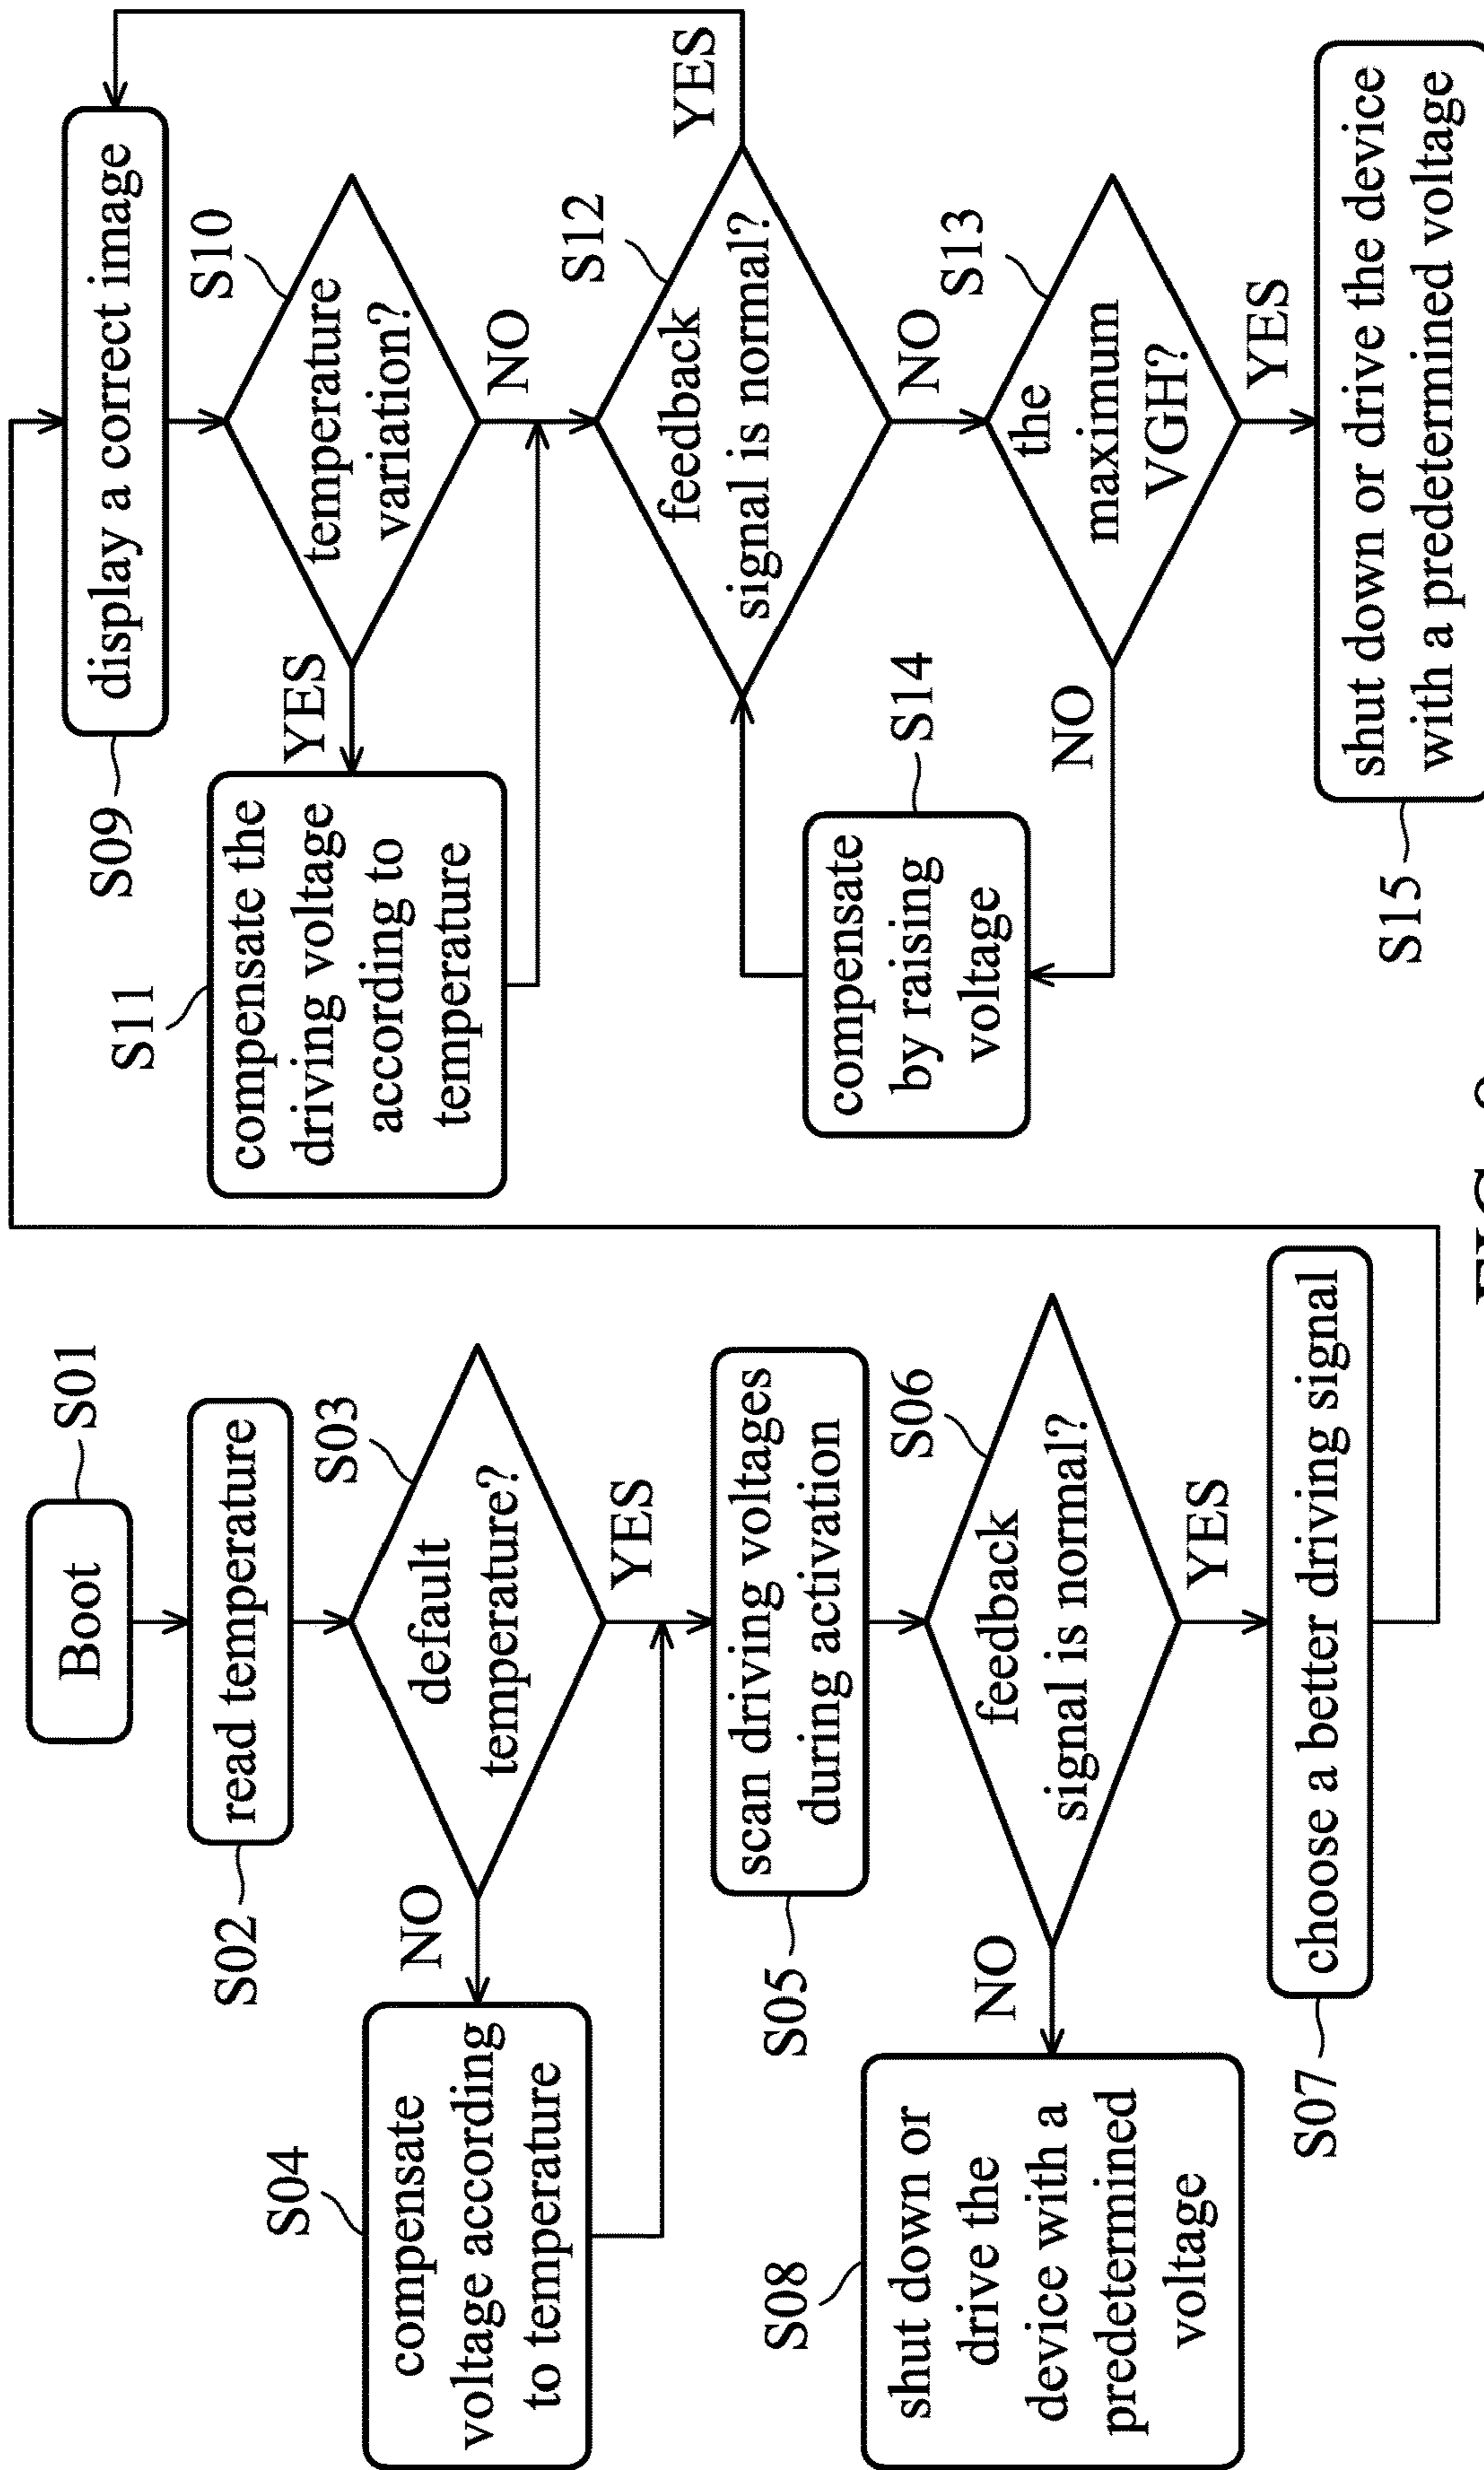 Boot
S01
read temperature
S02
default
temperature?
S03
NO
YES
compensate
voltage according
to temperature
S04
scan driving voltages
during activation
S05
feedback
signal is normal?
S06
NO
YES
shut down or
drive the
device with a
predetermined
voltage
S08
choose a better driving signal
S07
display a correct image
S09
temperature
variation?
S10
YES
NO
compensate the
driving voltage
according to
temperature
S11
feedback
signal is normal?
S12
YES
NO
the
maximum
VGH?
S13
NO
YES
compensate
by raising
voltage
S14
shut down or drive the device
with a predetermined voltage
S15